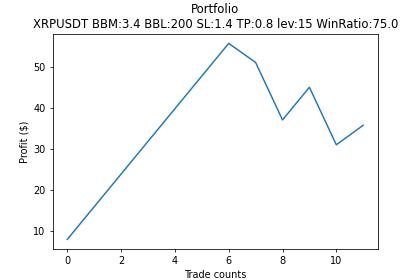 Portfolio
XRPUSDT BBM:3.4 BBL:200 SL:1.4 TP:0.8 lev:15 WinRatio:75.0
Profit ($)
50
40
30
20
10
0 2 4 6 8 10
Trade counts